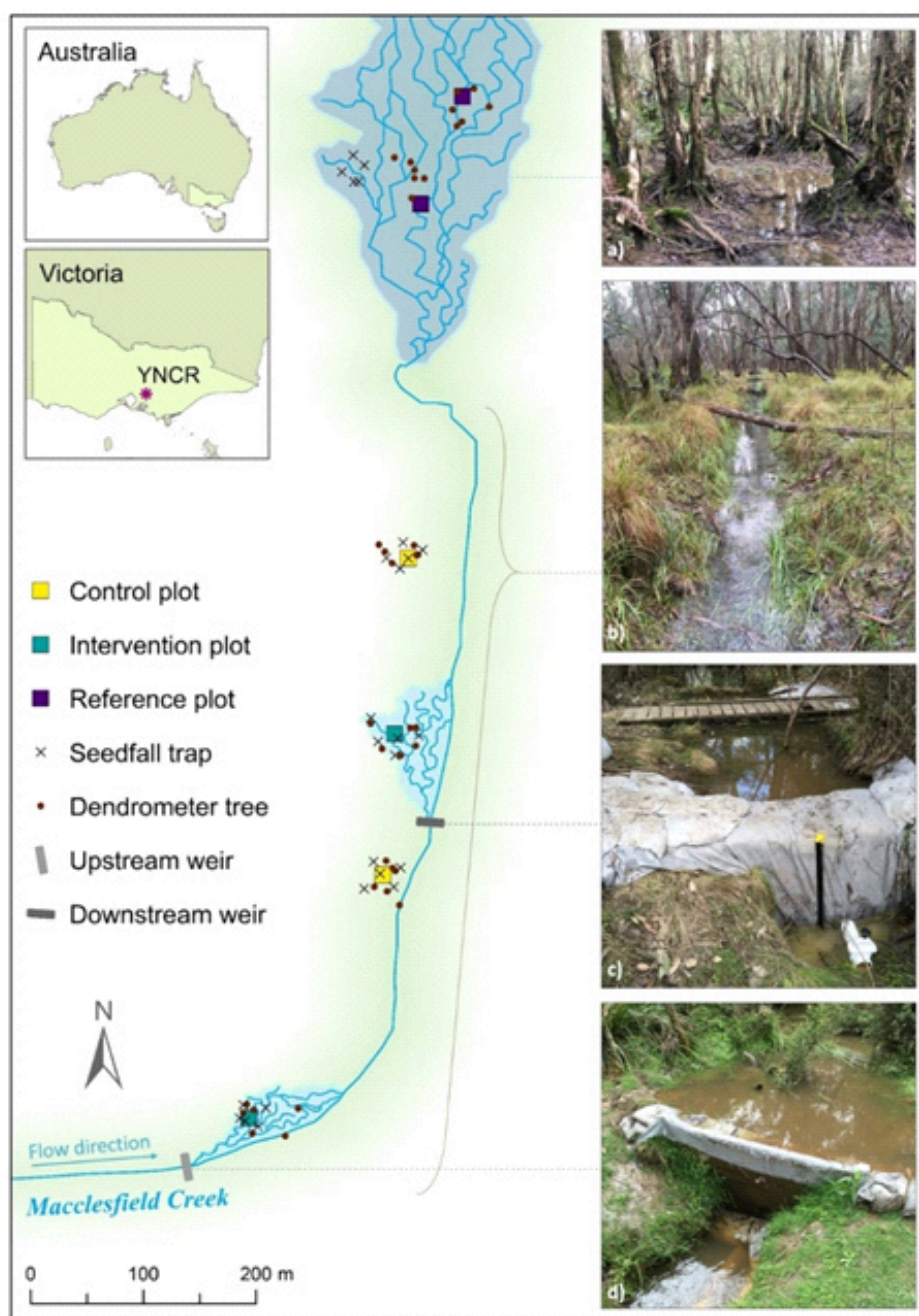 Australia
Victoria
YNCR
Control plot
Intervention plot
Reference plot
Seedfall trap
Dendrometer tree
Upstream weir
Downstream weir
N
Flow direction
Macclesfield Creek
0 100 200 m
a)
b)
c)
d)